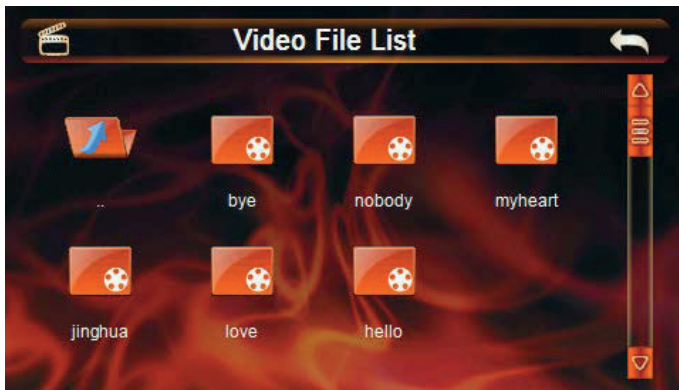 Video File List
..
bye
nobody
myheart
jinghua
love
hello